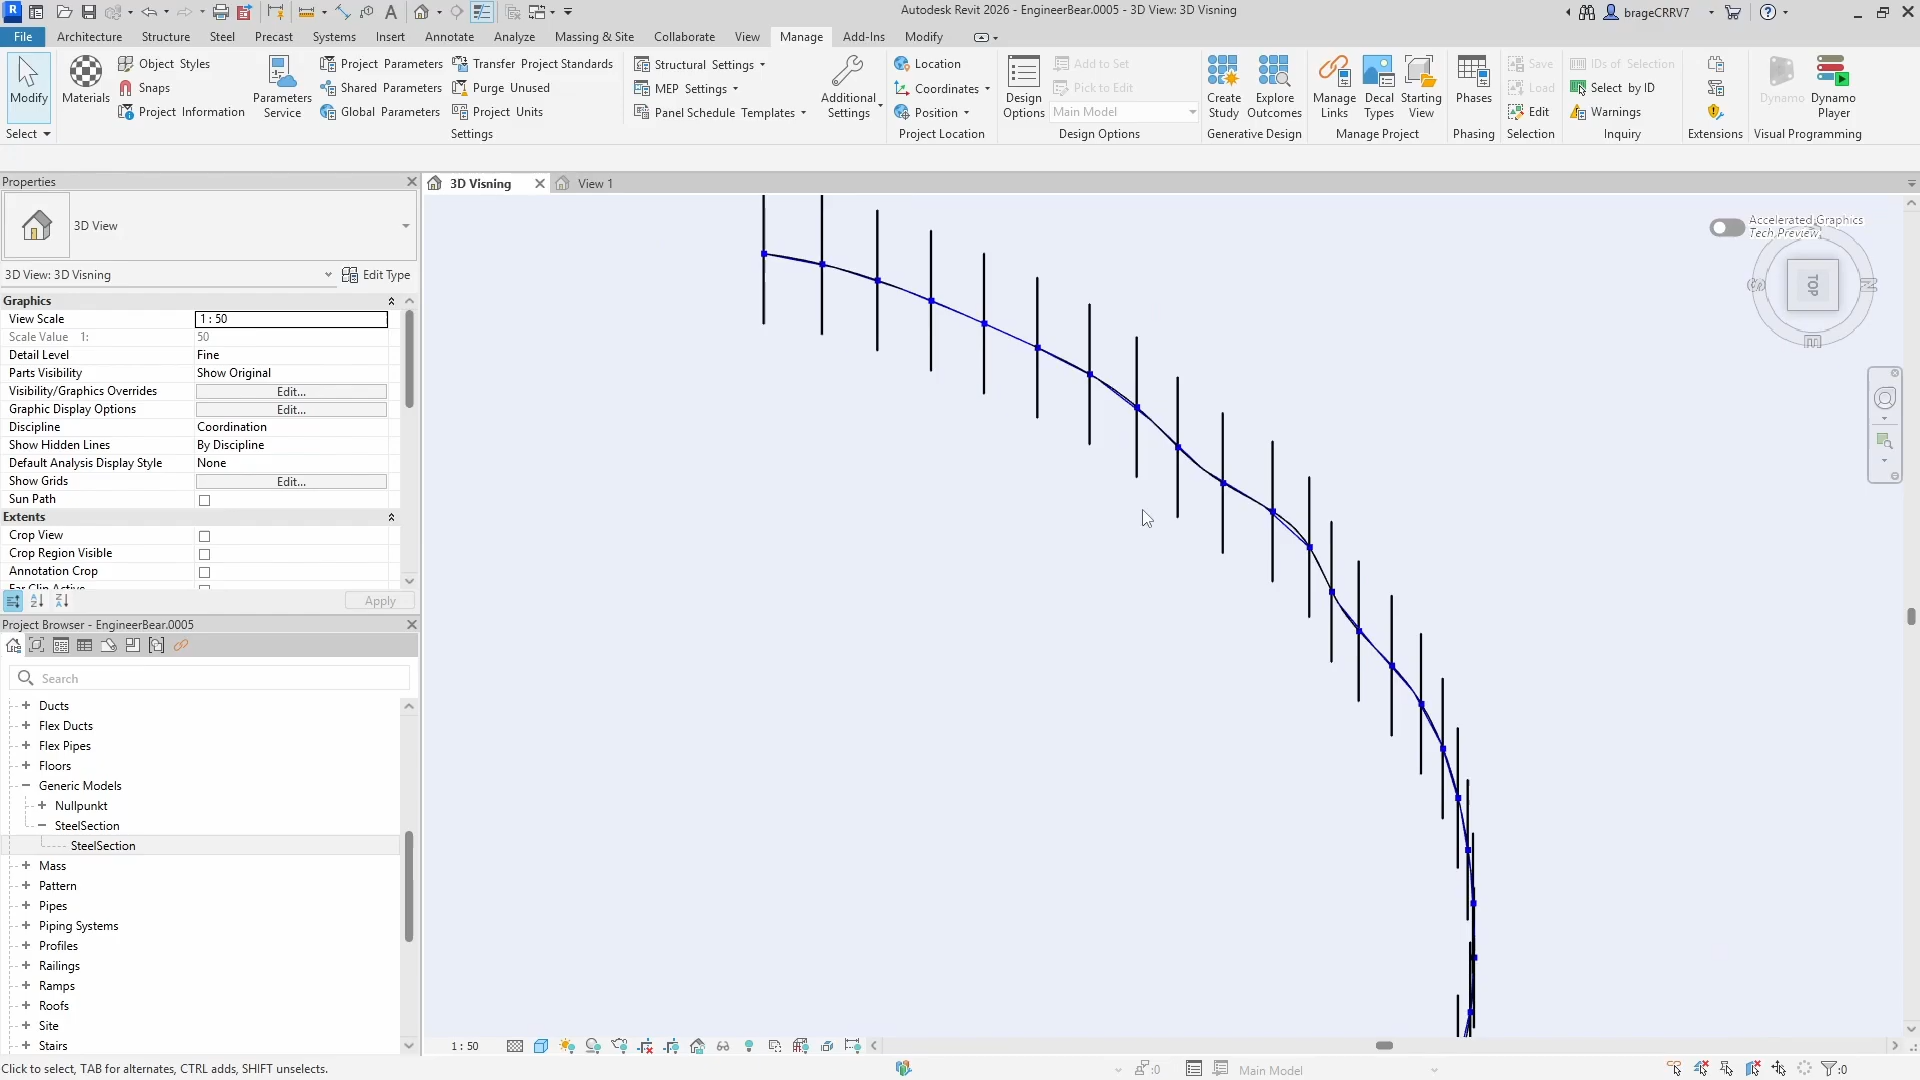 Autodesk Revit 2026 - EngineerBear.0005 - 3D View: 3D Visning
brageCRRV7
File Architecture Structure Steel Precast Systems Insert Annotate Analyze Massing & Site Collaborate View Manage Add-Ins Modify
Modify
Select
Materials
Object Styles
Snaps
Project Information
Parameters
Service
Project Parameters
Shared Parameters
Global Parameters
Transfer Project Standards
Purge Unused
Project Units
Settings
Structural Settings
MEP Settings
Panel Schedule Templates
Additional
Settings
Location
Coordinates
Position
Project Location
Design
Options
Add to Set
Pick to Edit
Main Model
Design Options
Create
Study
Explore
Outcomes
Generative Design
Manage
Links
Decal
Types
Starting
View
Manage Project
Phases
Phasing
Save
Load
Edit
Selection
IDs of Selection
Select by ID
Warnings
Inquiry
Extensions
Dynamo
Dynamo
Player
Visual Programming
Properties
3D View
3D View: 3D Visning
Edit Type
Graphics
View Scale 1 : 50
Scale Value 1: 50
Detail Level Fine
Parts Visibility Show Original
Visibility/Graphics Overrides Edit...
Graphic Display Options Edit...
Discipline Coordination
Show Hidden Lines By Discipline
Default Analysis Display Style None
Show Grids Edit...
Sun Path
Extents
Crop View
Crop Region Visible
Annotation Crop
Far Clip Active
Apply
Project Browser - EngineerBear.0005
Search
Ducts
Flex Ducts
Flex Pipes
Floors
Generic Models
Nullpunkt
SteelSection
SteelSection
Mass
Pattern
Pipes
Piping Systems
Profiles
Railings
Ramps
Roofs
Site
Stairs
3D Visning
View 1
Accelerated Graphics
Tech Preview
TOP
1 : 50
Click to select, TAB for alternates, CTRL adds, SHIFT unselects.
:0
Main Model
:0